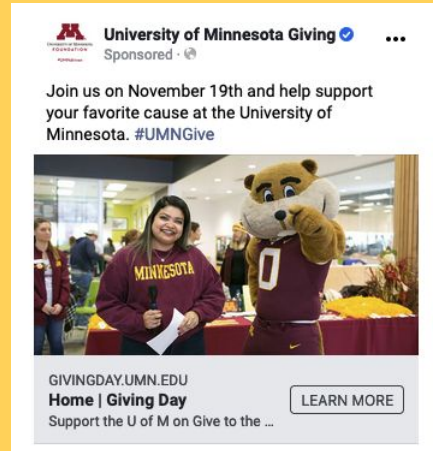 University of Minnesota Giving
Sponsored ·
Join us on November 19th and help support
your favorite cause at the University of
Minnesota. #UMNGive
MINNESOTA
0
GIVINGDAY.UMN.EDU
Home | Giving Day
LEARN MORE
Support the U of M on Give to the ...